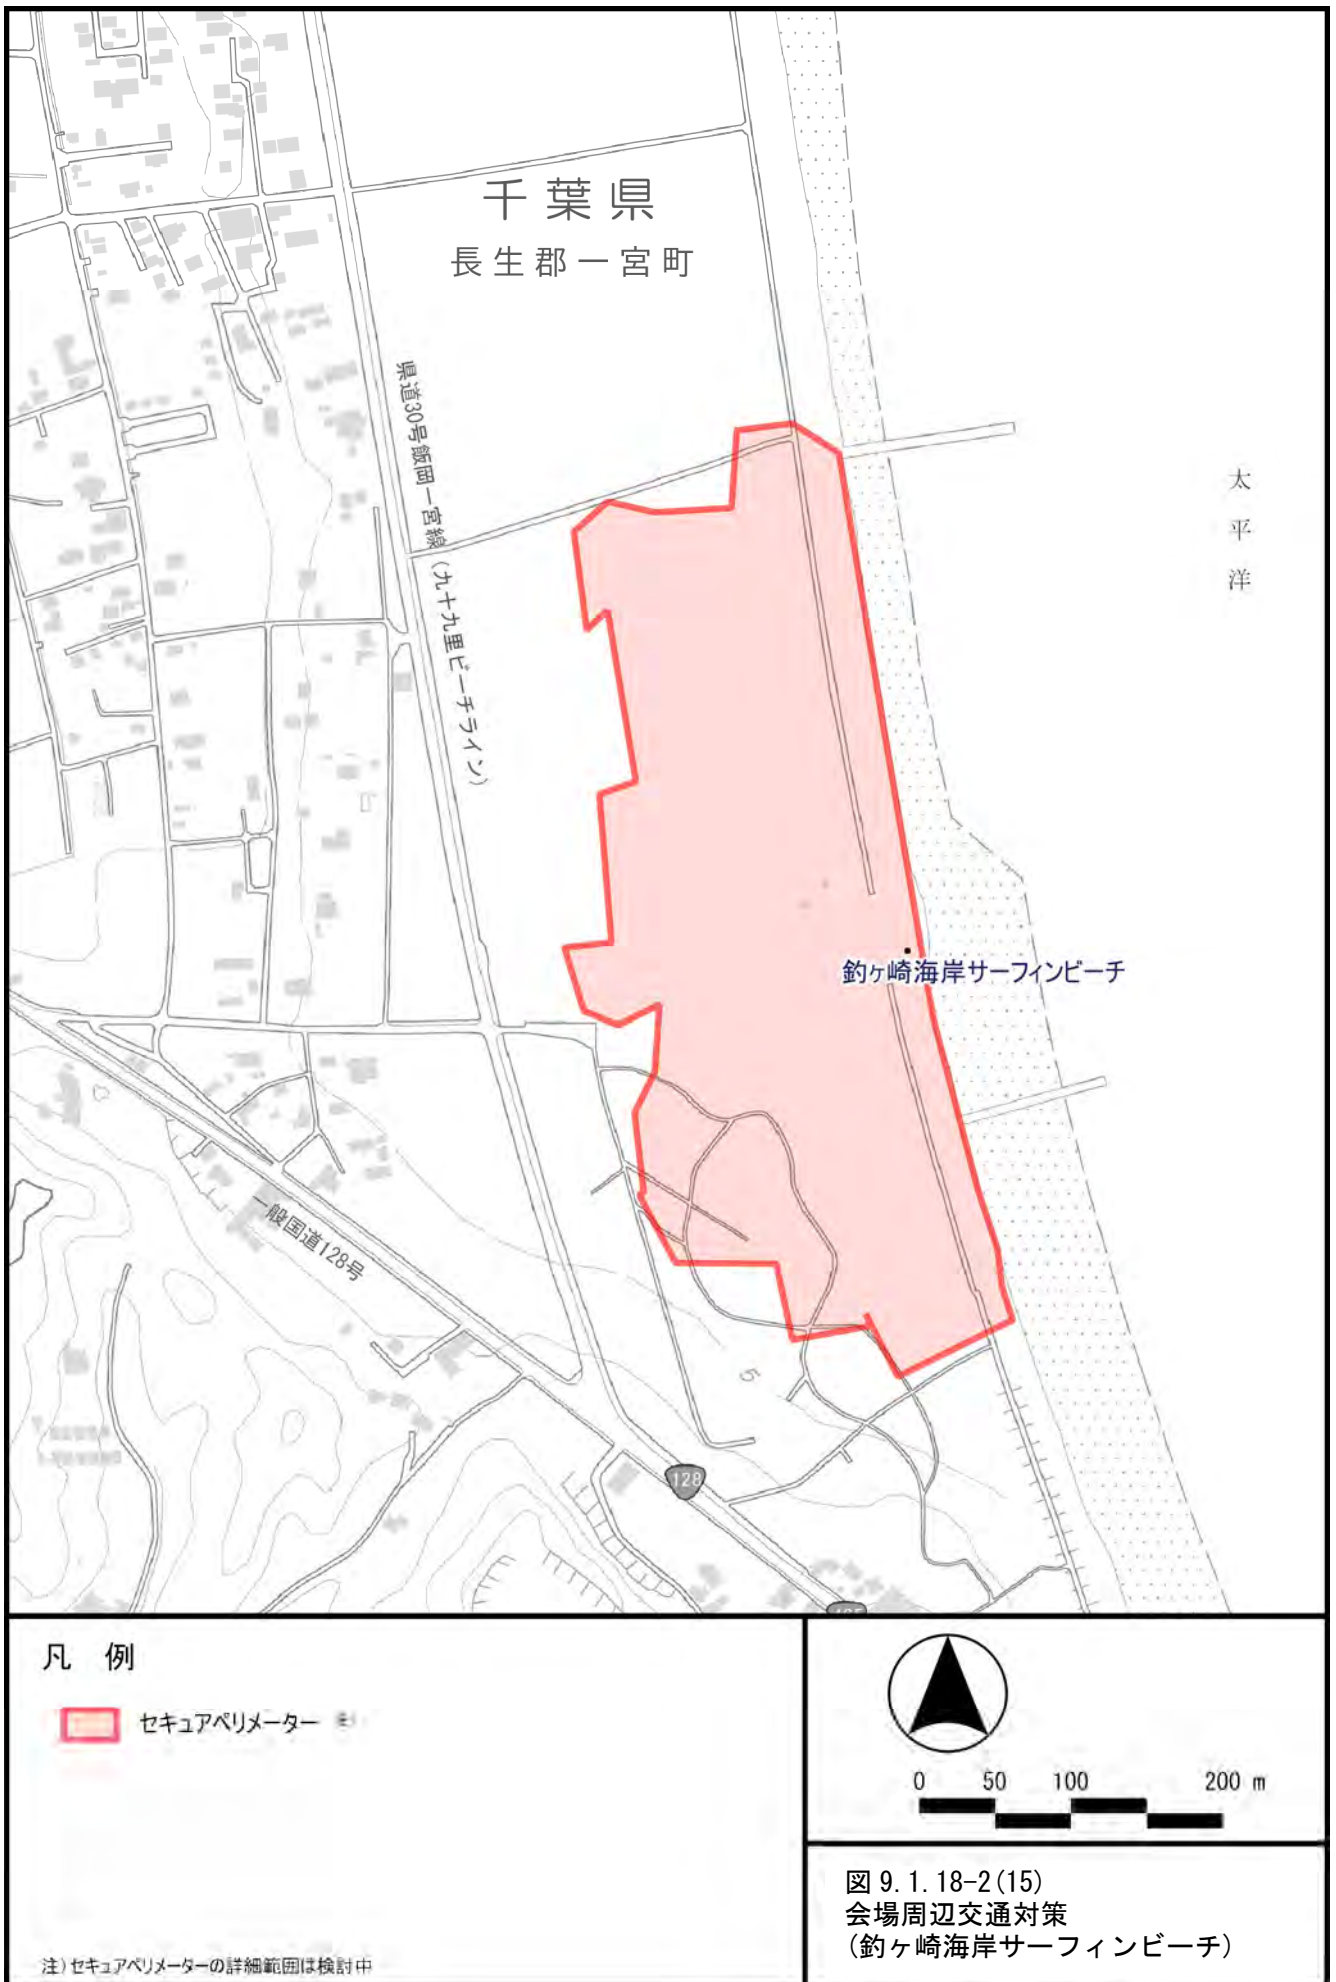 千葉県
長生郡一宮町
県道30号飯岡一宮線(九十九里ビーチライン)
太平洋
釣ヶ崎海岸サーフィンビーチ
一般国道128号
5
128
凡 例
セキュアペリメーター
0 50 100 200 m
図 9.1.18-2(15)
会場周辺交通対策
(釣ヶ崎海岸サーフィンビーチ)
注)セキュアペリメーターの詳細範囲は検討中